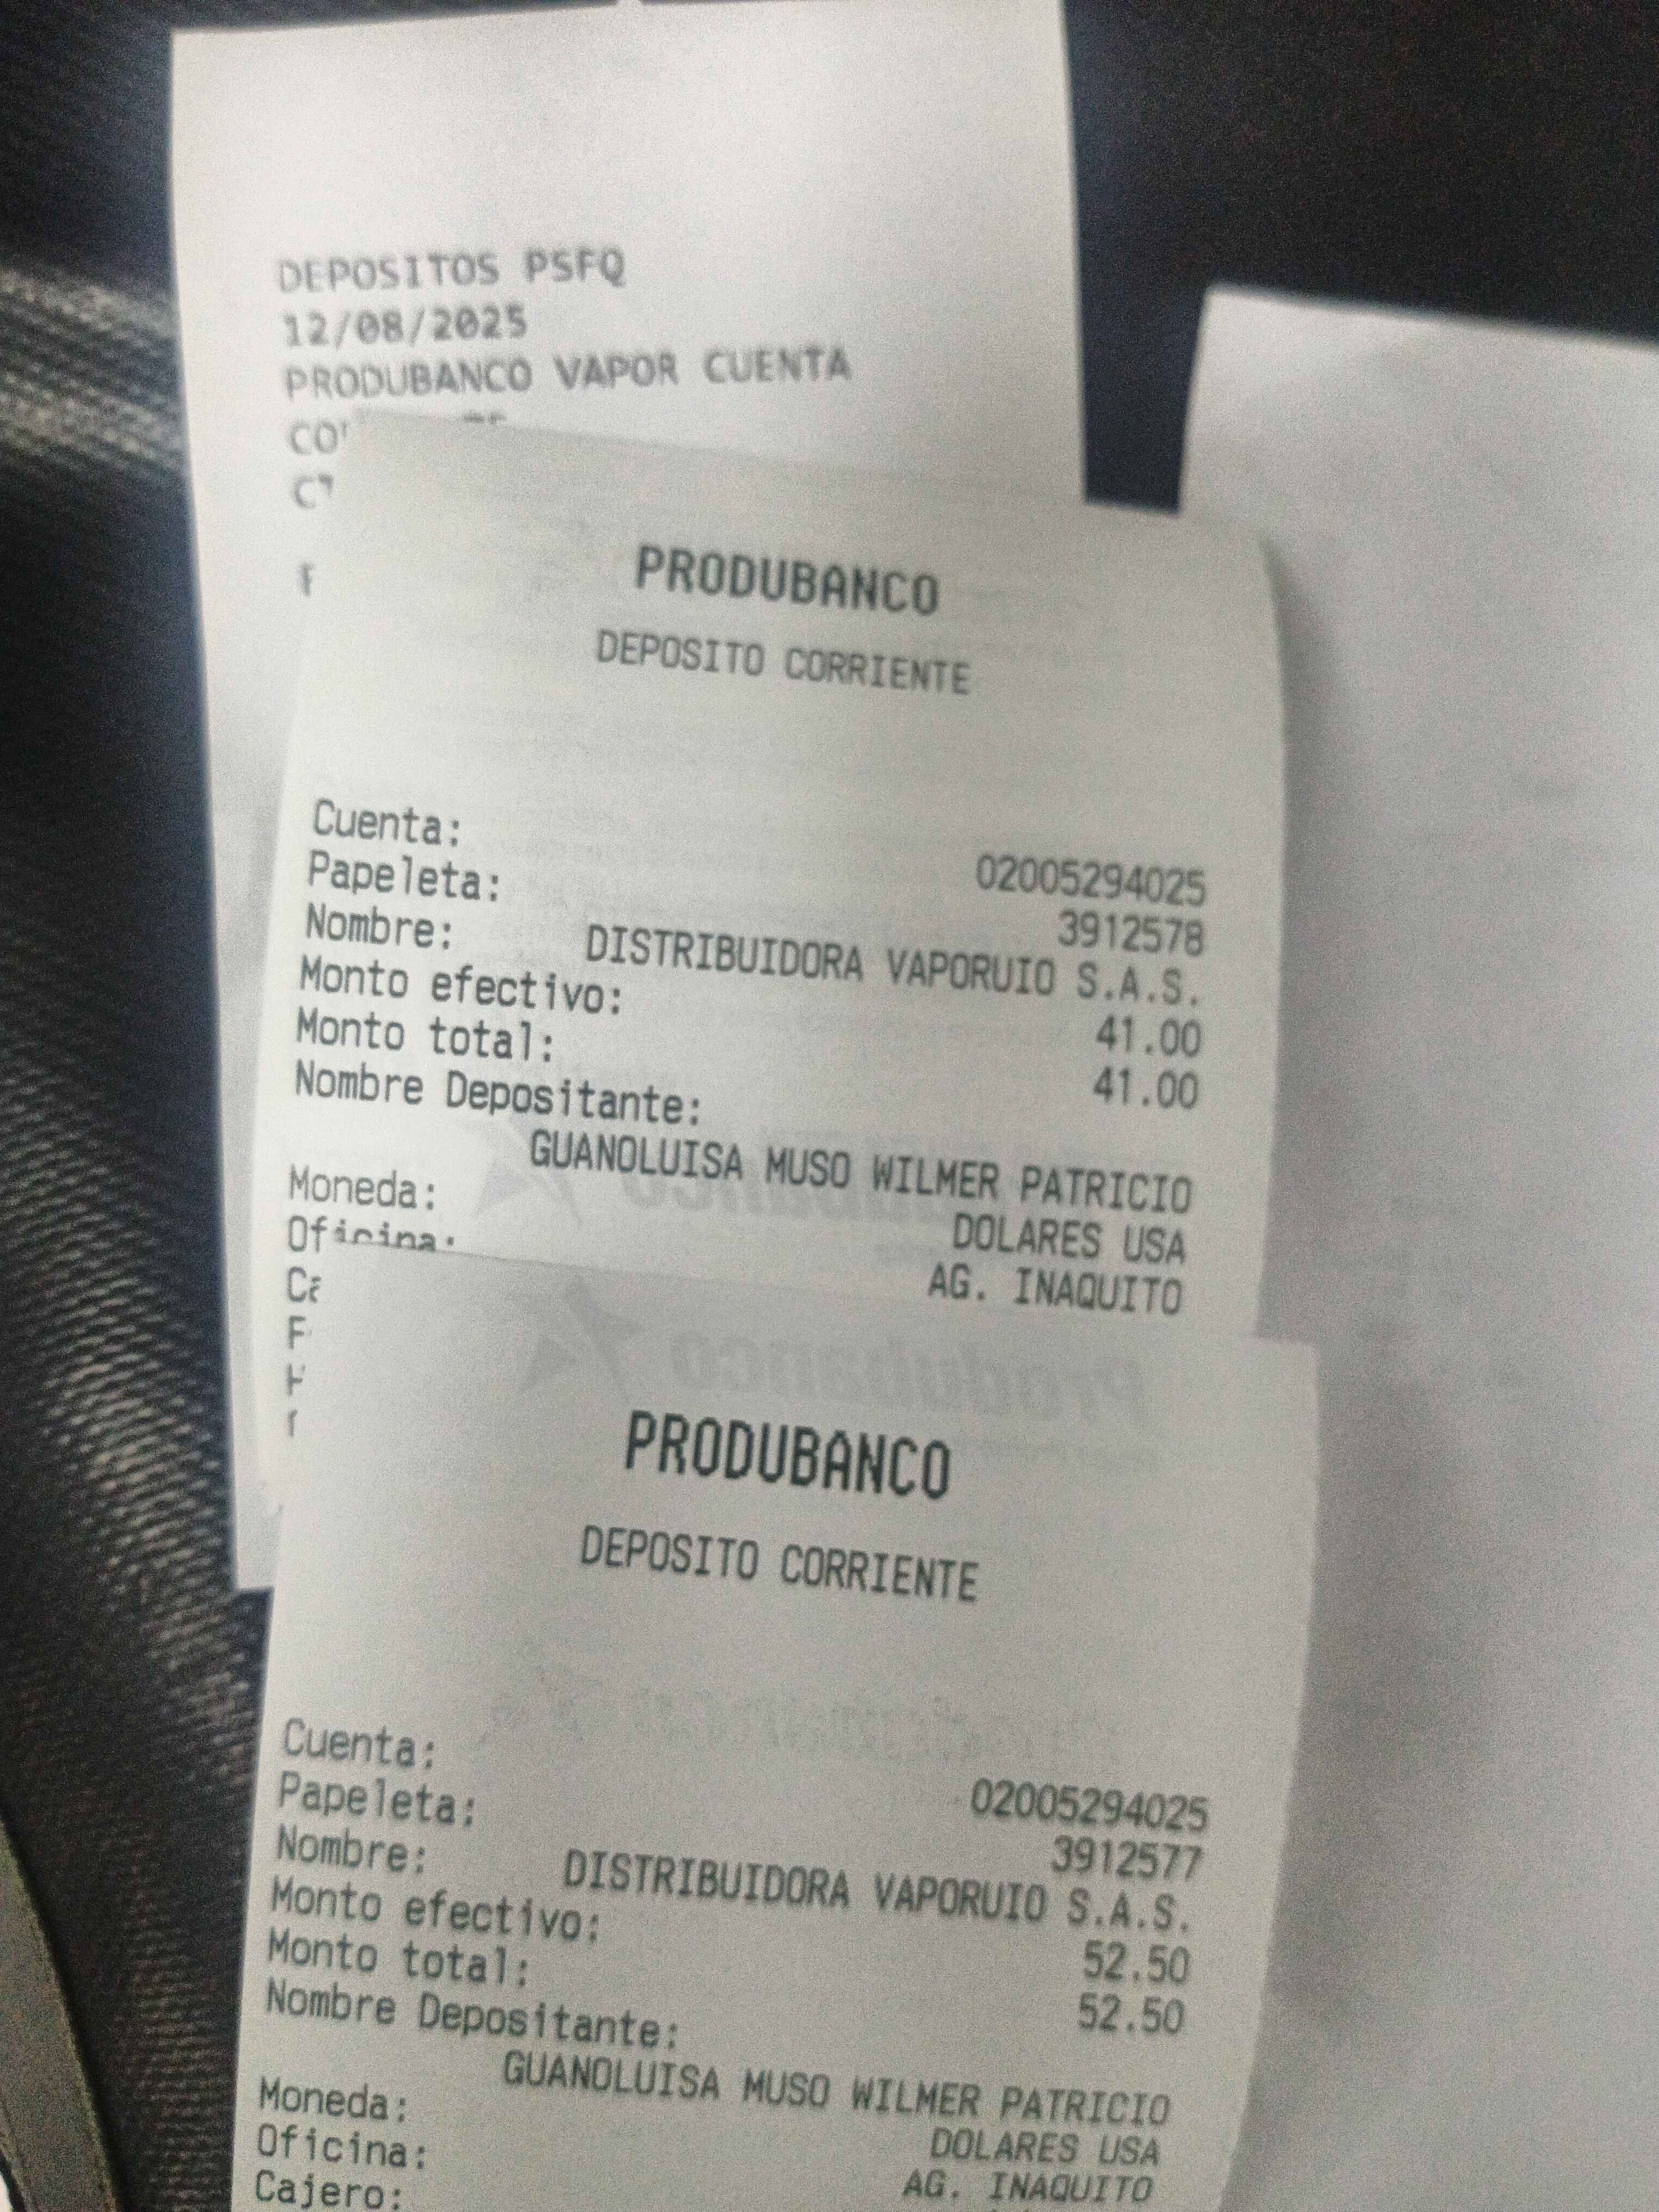 DEPOSITOS PSFQ
12/08/2025
PRODUBANCO VAPOR CUENTA
PRODUBANCO
DEPOSITO CORRIENTE
Cuenta: 02005294025
Papeleta: 3912578
Nombre: DISTRIBUIDORA VAPORUIO S.A.S.
Monto efectivo: 41.00
Monto total: 41.00
Nombre Depositante:
GUANOLUISA MUSO WILMER PATRICIO
Moneda: DOLARES USA
Oficina: AG. INAQUITO
PRODUBANCO
DEPOSITO CORRIENTE
Cuenta: 02005294025
Papeleta: 3912577
Nombre: DISTRIBUIDORA VAPORUIO S.A.S.
Monto efectivo: 52.50
Monto total: 52.50
Nombre Depositante:
GUANOLUISA MUSO WILMER PATRICIO
Moneda: DOLARES USA
Oficina: AG. INAQUITO
Cajero: